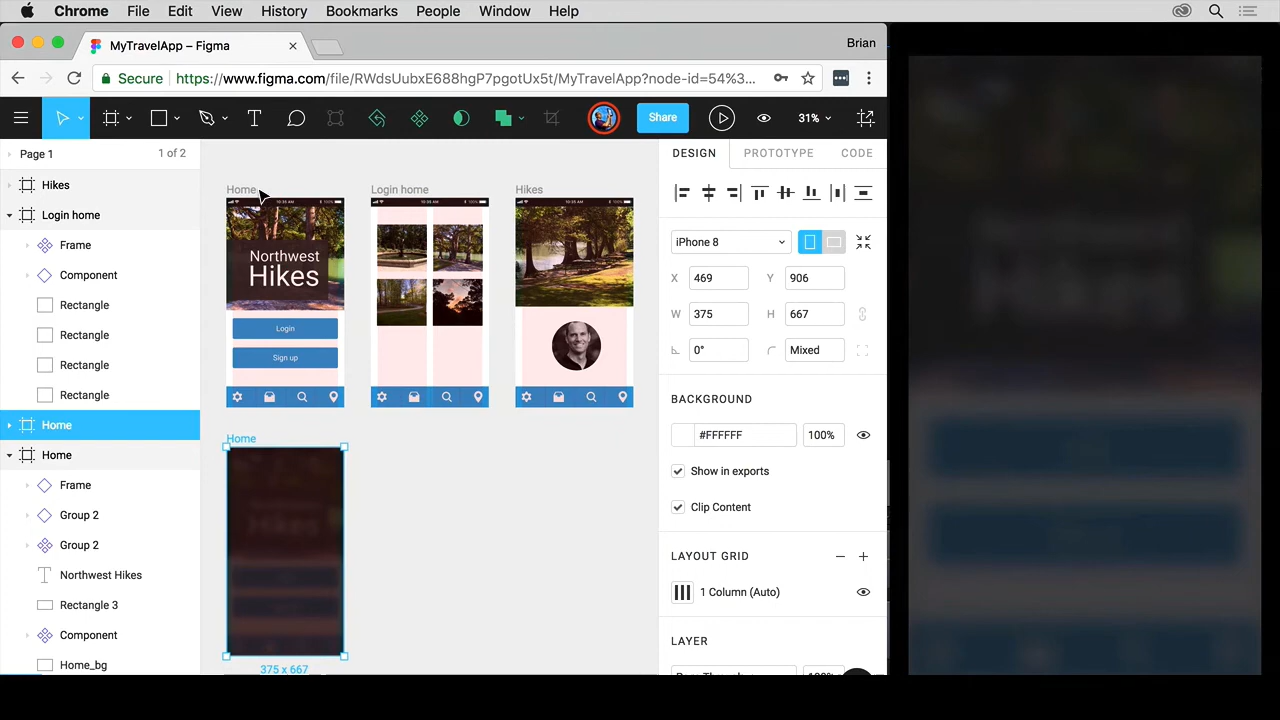 Chrome File Edit View History Bookmarks People Window Help
MyTravelApp – Figma
Brian
Secure https://www.figma.com/file/RWdsUubxE688hgP7pgotUx5t/MyTravelApp?node-id=54%3...
Share
31%
Page 1
1 of 2
Hikes
Login home
Frame
Component
Rectangle
Rectangle
Rectangle
Rectangle
Home
Home
Frame
Group 2
Group 2
Northwest Hikes
Rectangle 3
Component
Home_bg
Home
Northwest
Hikes
Login
Sign up
Login home
Hikes
Home
375 x 667
DESIGN PROTOTYPE CODE
iPhone 8
X 469 Y 906
W 375 H 667
0° Mixed
BACKGROUND
#FFFFFF 100%
Show in exports
Clip Content
LAYOUT GRID
1 Column (Auto)
LAYER